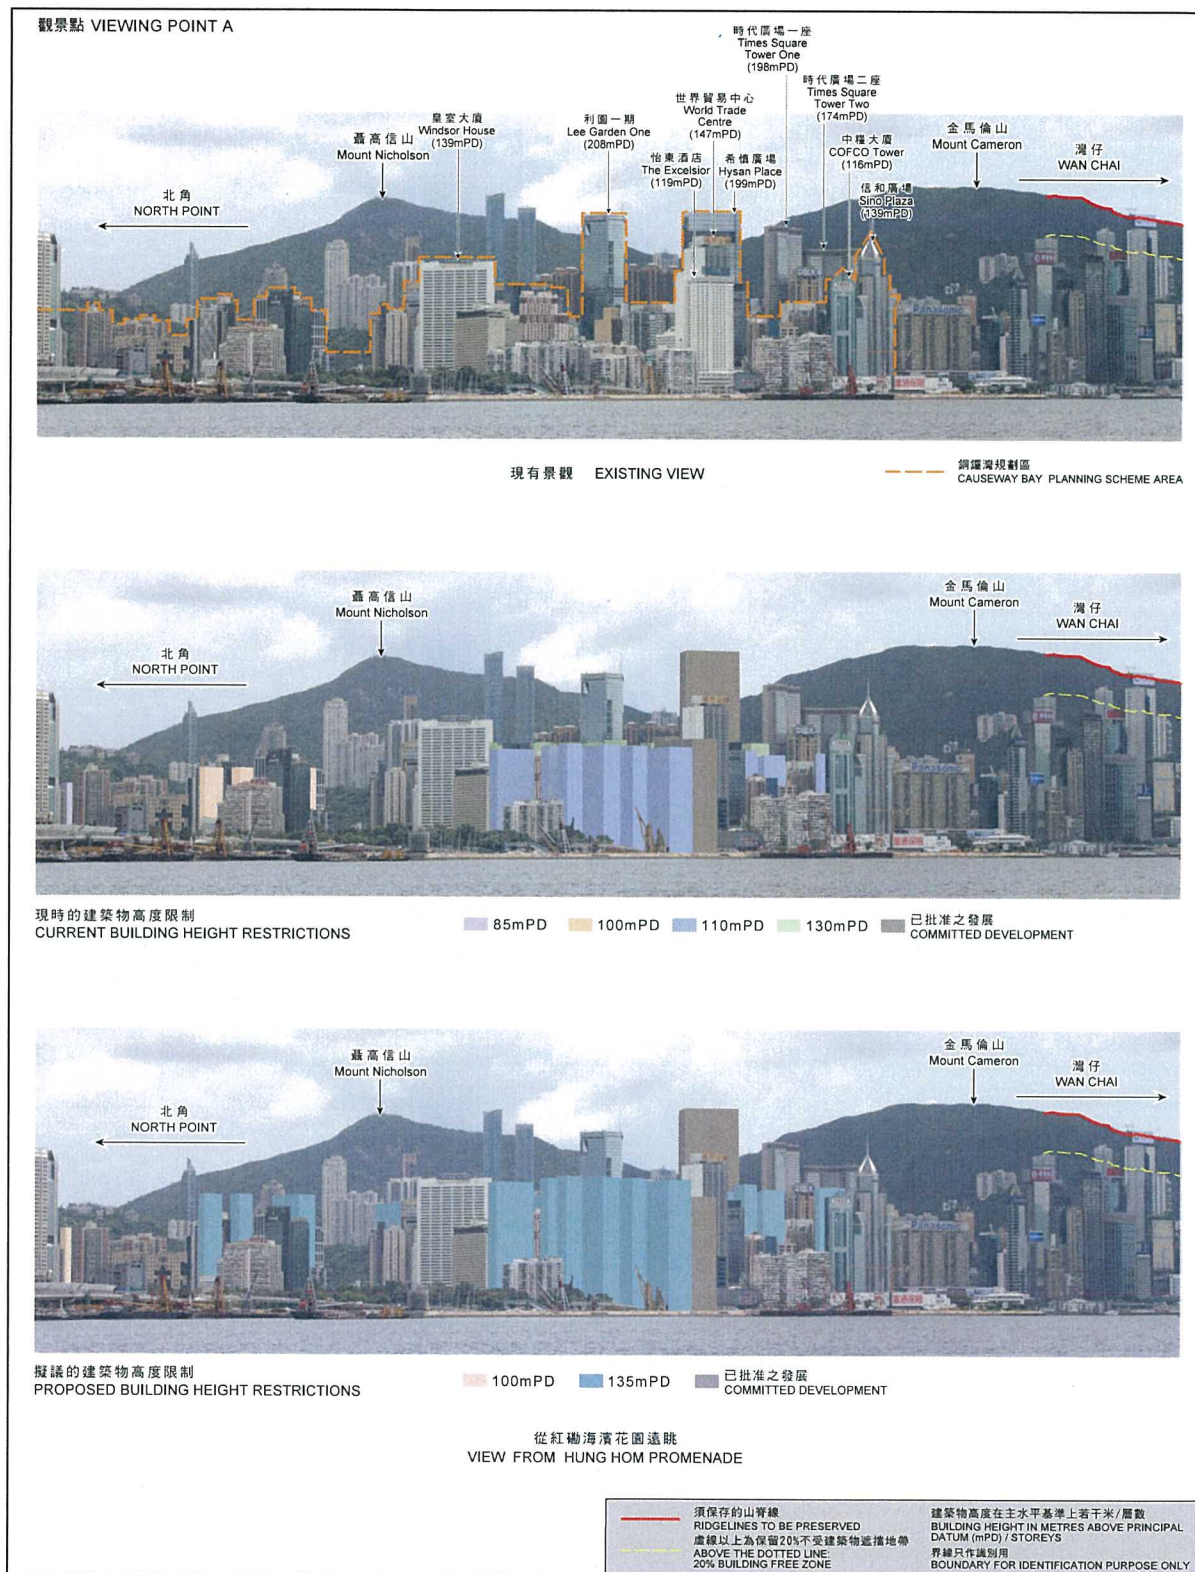 觀景點 VIEWING POINT A
時代廣場一座
Times Square
Tower One
(198mPD)
時代廣場二座
Times Square
Tower Two
(174mPD)
世界貿易中心
World Trade
Centre
(147mPD)
皇室大廈
Windsor House
(139mPD)
利園一期
Lee Garden One
(208mPD)
聶高信山
Mount Nicholson
怡東酒店
The Excelsior
(119mPD)
希慎廣場
Hysan Place
(199mPD)
中糧大廈
COFCO Tower
(116mPD)
金馬倫山
Mount Cameron
灣仔
WAN CHAI
信和廣場
Sino Plaza
(139mPD)
北角
NORTH POINT
Panasonic
現有景觀 EXISTING VIEW
銅鑼灣規劃區
CAUSEWAY BAY PLANNING SCHEME AREA
聶高信山
Mount Nicholson
金馬倫山
Mount Cameron
灣仔
WAN CHAI
北角
NORTH POINT
Panasonic
現時的建築物高度限制
CURRENT BUILDING HEIGHT RESTRICTIONS
85mPD 100mPD 110mPD 130mPD 已批准之發展
COMMITTED DEVELOPMENT
聶高信山
Mount Nicholson
金馬倫山
Mount Cameron
灣仔
WAN CHAI
北角
NORTH POINT
Panasonic
擬議的建築物高度限制
PROPOSED BUILDING HEIGHT RESTRICTIONS
100mPD 135mPD 已批准之發展
COMMITTED DEVELOPMENT
從紅磡海濱花園遠眺
VIEW FROM HUNG HOM PROMENADE
須保存的山脊線
RIDGELINES TO BE PRESERVED
虛線以上為保留20%不受建築物遮擋地帶
ABOVE THE DOTTED LINE:
20% BUILDING FREE ZONE
建築物高度在主水平基準上若干米/層數
BUILDING HEIGHT IN METRES ABOVE PRINCIPAL
DATUM (mPD) / STOREYS
界線只作識別用
BOUNDARY FOR IDENTIFICATION PURPOSE ONLY